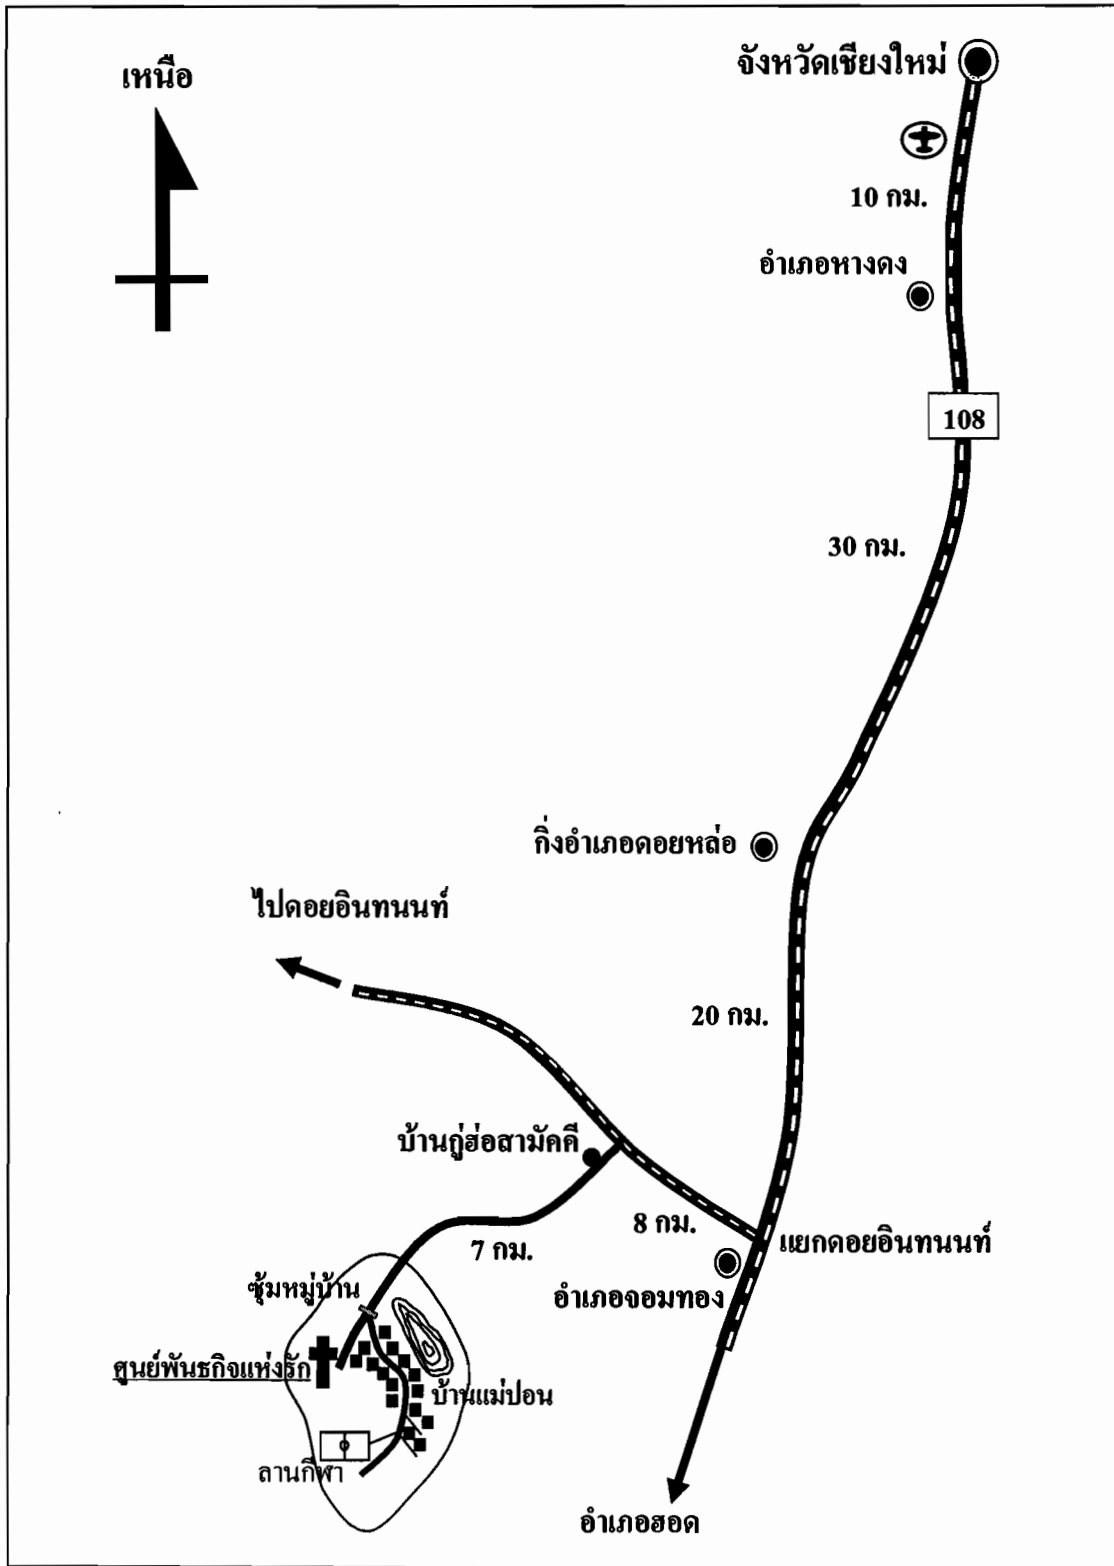 เหนือ
จังหวัดเชียงใหม่
10 กม.
อำเภอหางดง
108
30 กม.
กิ่งอำเภอดอยหล่อ
ไปดอยอินทนนท์
20 กม.
บ้านกู่ฮ่อสามัคคี
8 กม.
แยกดอยอินทนนท์
7 กม.
ซุ้มหมู่บ้าน
อำเภอจอมทอง
ศูนย์พันธกิจแห่งรัก
บ้านแม่ปอน
ลานกีฬา
อำเภอฮอด